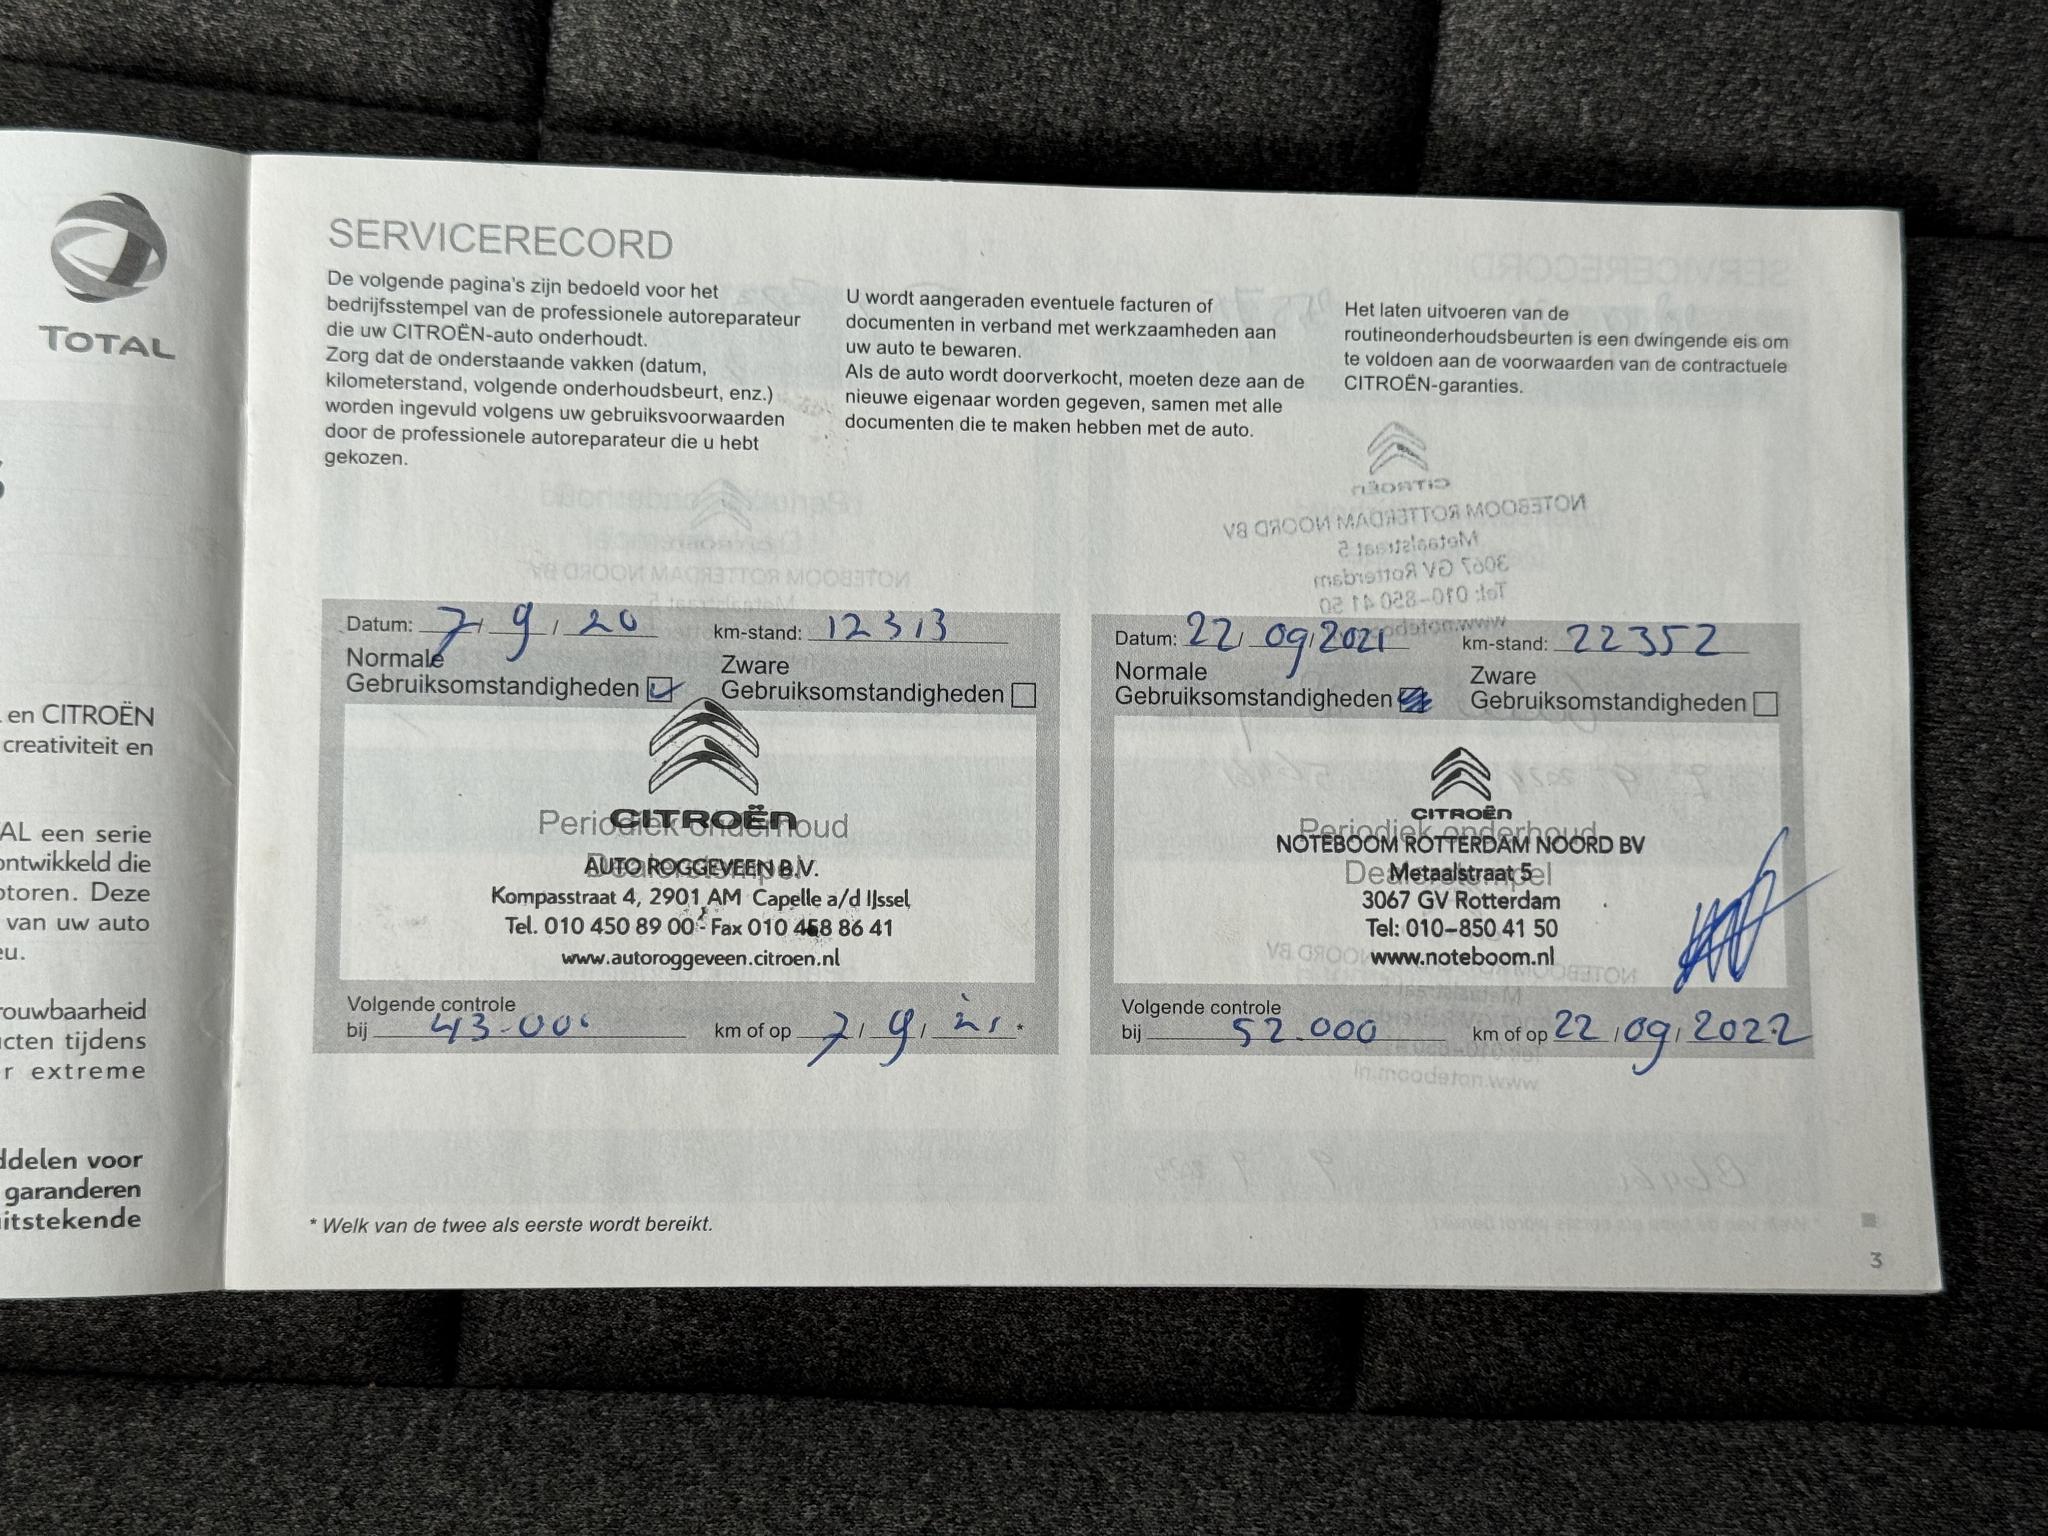 TOTAL
en CITROËN
creativiteit en
AL een serie
ontwikkeld die
otoren. Deze
van uw auto
eu.
rouwbaarheid
ucten tijdens
r extreme
ddelen voor
garanderen
uitstekende
SERVICERECORD
De volgende pagina's zijn bedoeld voor het
bedrijfsstempel van de professionele autoreparateur
die uw CITROËN-auto onderhoudt.
Zorg dat de onderstaande vakken (datum,
kilometerstand, volgende onderhoudsbeurt, enz.)
worden ingevuld volgens uw gebruiksvoorwaarden
door de professionele autoreparateur die u hebt
gekozen.
U wordt aangeraden eventuele facturen of
documenten in verband met werkzaamheden aan
uw auto te bewaren.
Als de auto wordt doorverkocht, moeten deze aan de
nieuwe eigenaar worden gegeven, samen met alle
documenten die te maken hebben met de auto.
Het laten uitvoeren van de
routineonderhoudsbeurten is een dwingende eis om
te voldoen aan de voorwaarden van de contractuele
CITROËN-garanties.
Datum: 7 / 9 / 20 km-stand: 12313
Normale Zware
Gebruiksomstandigheden Gebruiksomstandigheden
CITROËN
Periodiek onderhoud
AUTO ROGGEVEEN B.V.
Dealerstempel
Kompasstraat 4, 2901 AM Capelle a/d IJssel
Tel. 010 450 89 00 - Fax 010 458 86 41
www.autoroggeveen.citroen.nl
Volgende controle
bij 43.000 km of op 7 / 9 / 21 *
Datum: 22 / 09 / 2021 km-stand: 22352
Normale Zware
Gebruiksomstandigheden Gebruiksomstandigheden
CITROËN
Periodiek onderhoud
NOTEBOOM ROTTERDAM NOORD BV
Dealerstempel
Metaalstraat 5
3067 GV Rotterdam
Tel: 010-850 41 50
www.noteboom.nl
Volgende controle
bij 52.000 km of op 22 / 09 / 2022
* Welk van de twee als eerste wordt bereikt.
3